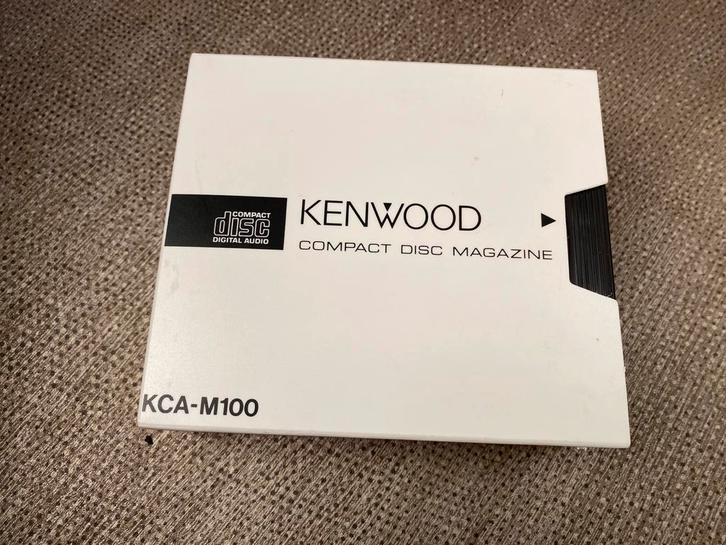 COMPACT
disc
DIGITAL AUDIO
KENWOOD
COMPACT DISC MAGAZINE
KCA-M100